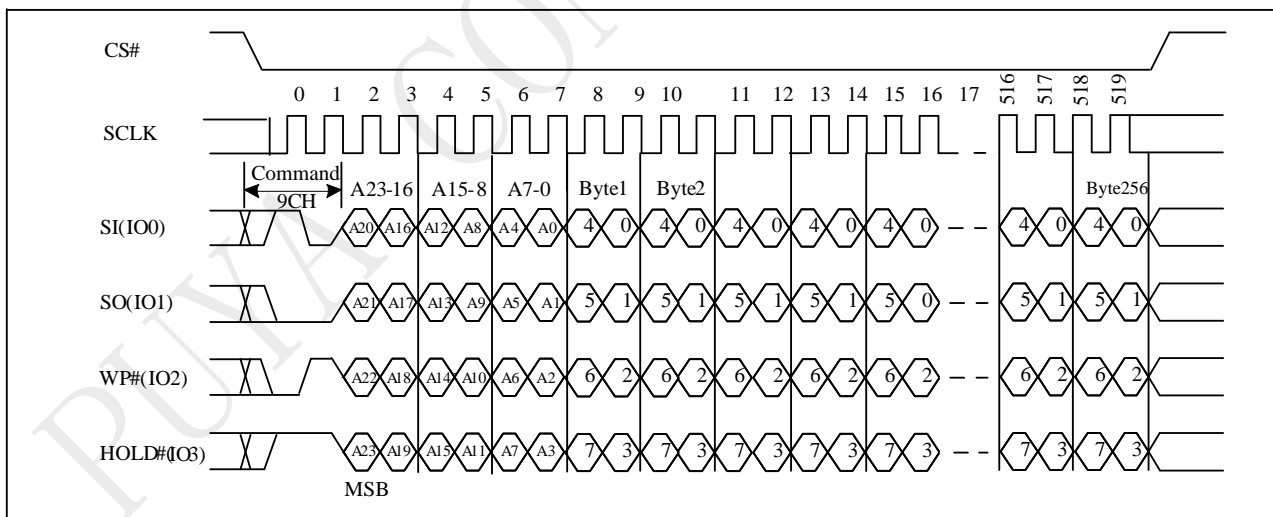 PUYA CON
CS#
0 1 2 3 4 5 6 7 8 9 10 11 12 13 14 15 16 17 516 517 518 519
SCLK
Command
9CH
A23-16 A15-8 A7-0 Byte1 Byte2 Byte256
SI(IO0) A20 A16 A12 A8 A4 A0 4 0 4 0 4 0 4 0 4 0 4 0 4 0
SO(IO1) A21 A17 A13 A9 A5 A1 5 1 5 1 5 1 5 1 5 0 5 1 5 1
WP#(IO2) A22 A18 A14 A10 A6 A2 6 2 6 2 6 2 6 2 6 2 6 2 6 2
HOLD#(IO3) A23 A19 A15 A11 A7 A3 7 3 7 3 7 3 7 3 7 3 7 3 7 3
MSB